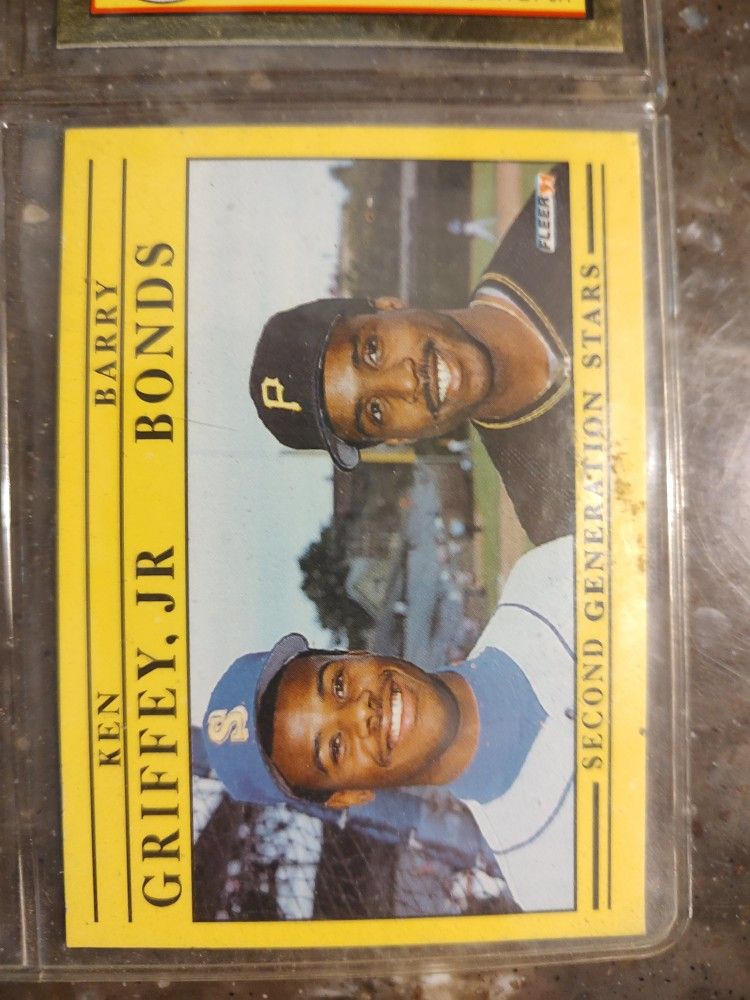 KEN BARRY
GRIFFEY, JR BONDS
P
S
FLEER '91
SECOND GENERATION STARS